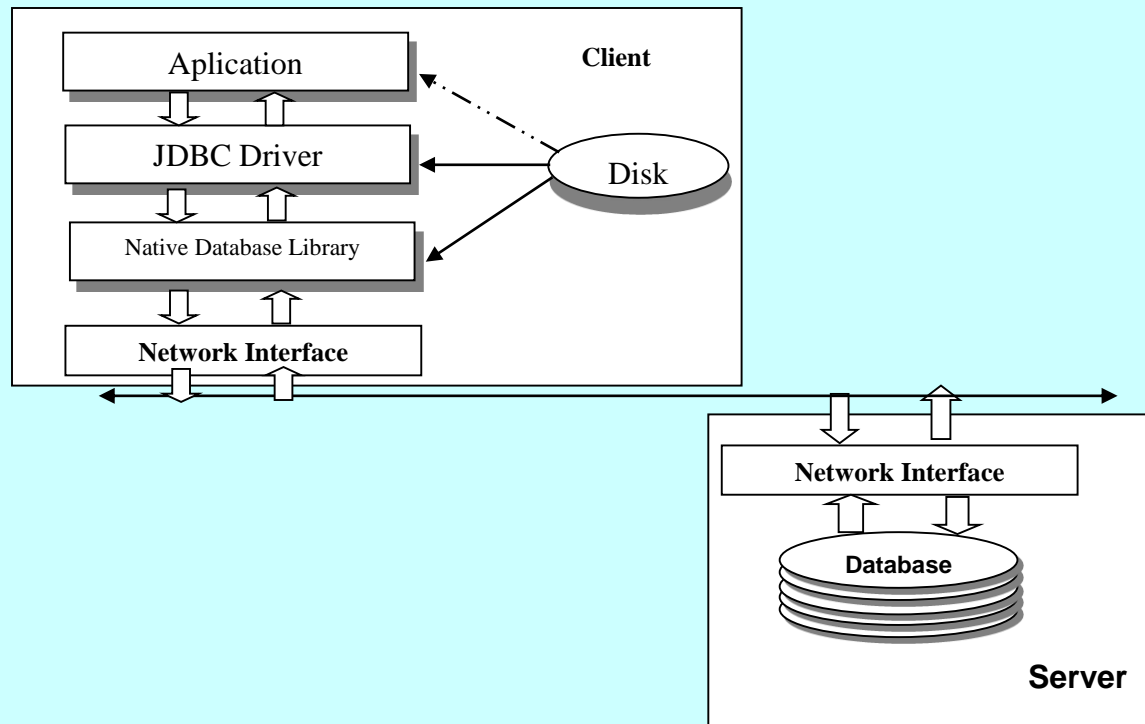 Aplication
Client
JDBC Driver
Disk
Native Database Library
Network Interface
Network Interface
Database
Server